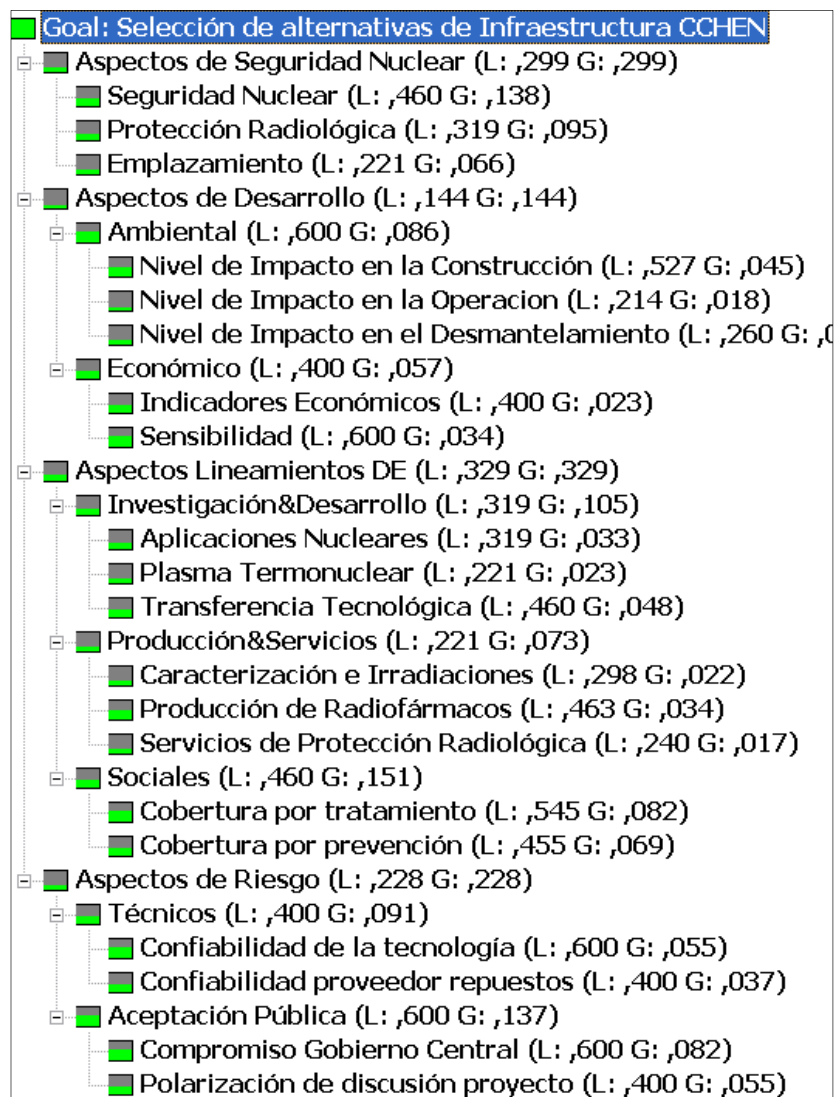 Goal: Selección de alternativas de Infraestructura CCHEN
Aspectos de Seguridad Nuclear (L: ,299 G: ,299)
Seguridad Nuclear (L: ,460 G: ,138)
Protección Radiológica (L: ,319 G: ,095)
Emplazamiento (L: ,221 G: ,066)
Aspectos de Desarrollo (L: ,144 G: ,144)
Ambiental (L: ,600 G: ,086)
Nivel de Impacto en la Construcción (L: ,527 G: ,045)
Nivel de Impacto en la Operacion (L: ,214 G: ,018)
Nivel de Impacto en el Desmantelamiento (L: ,260 G:
Económico (L: ,400 G: ,057)
Indicadores Económicos (L: ,400 G: ,023)
Sensibilidad (L: ,600 G: ,034)
Aspectos Lineamientos DE (L: ,329 G: ,329)
Investigación&Desarrollo (L: ,319 G: ,105)
Aplicaciones Nucleares (L: ,319 G: ,033)
Plasma Termonuclear (L: ,221 G: ,023)
Transferencia Tecnológica (L: ,460 G: ,048)
Producción&Servicios (L: ,221 G: ,073)
Caracterización e Irradiaciones (L: ,298 G: ,022)
Producción de Radiofármacos (L: ,463 G: ,034)
Servicios de Protección Radiológica (L: ,240 G: ,017)
Sociales (L: ,460 G: ,151)
Cobertura por tratamiento (L: ,545 G: ,082)
Cobertura por prevención (L: ,455 G: ,069)
Aspectos de Riesgo (L: ,228 G: ,228)
Técnicos (L: ,400 G: ,091)
Confiabilidad de la tecnología (L: ,600 G: ,055)
Confiabilidad proveedor repuestos (L: ,400 G: ,037)
Aceptación Pública (L: ,600 G: ,137)
Compromiso Gobierno Central (L: ,600 G: ,082)
Polarización de discusión proyecto (L: ,400 G: ,055)